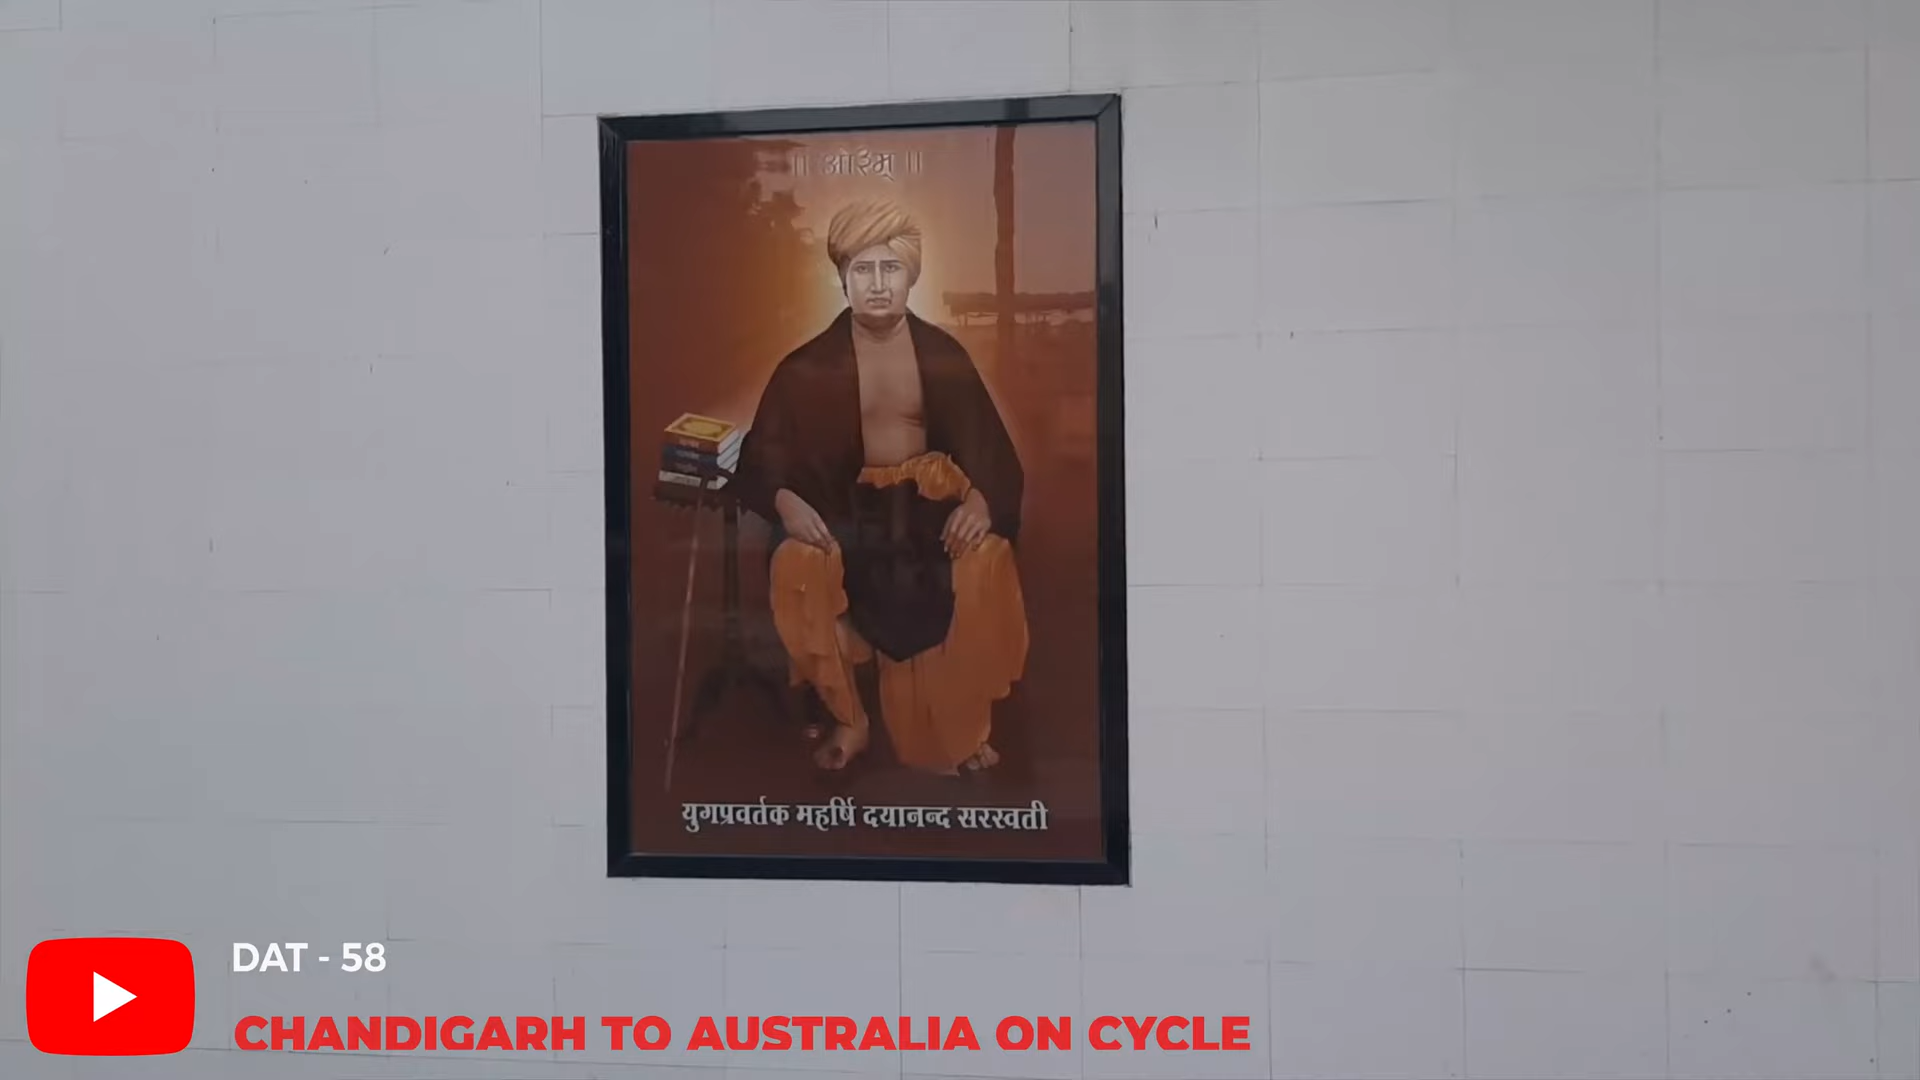 ॥ ओ३म् ॥
युगप्रवर्तक महर्षि दयानन्द सरस्वती
DAT - 58
CHANDIGARH TO AUSTRALIA ON CYCLE